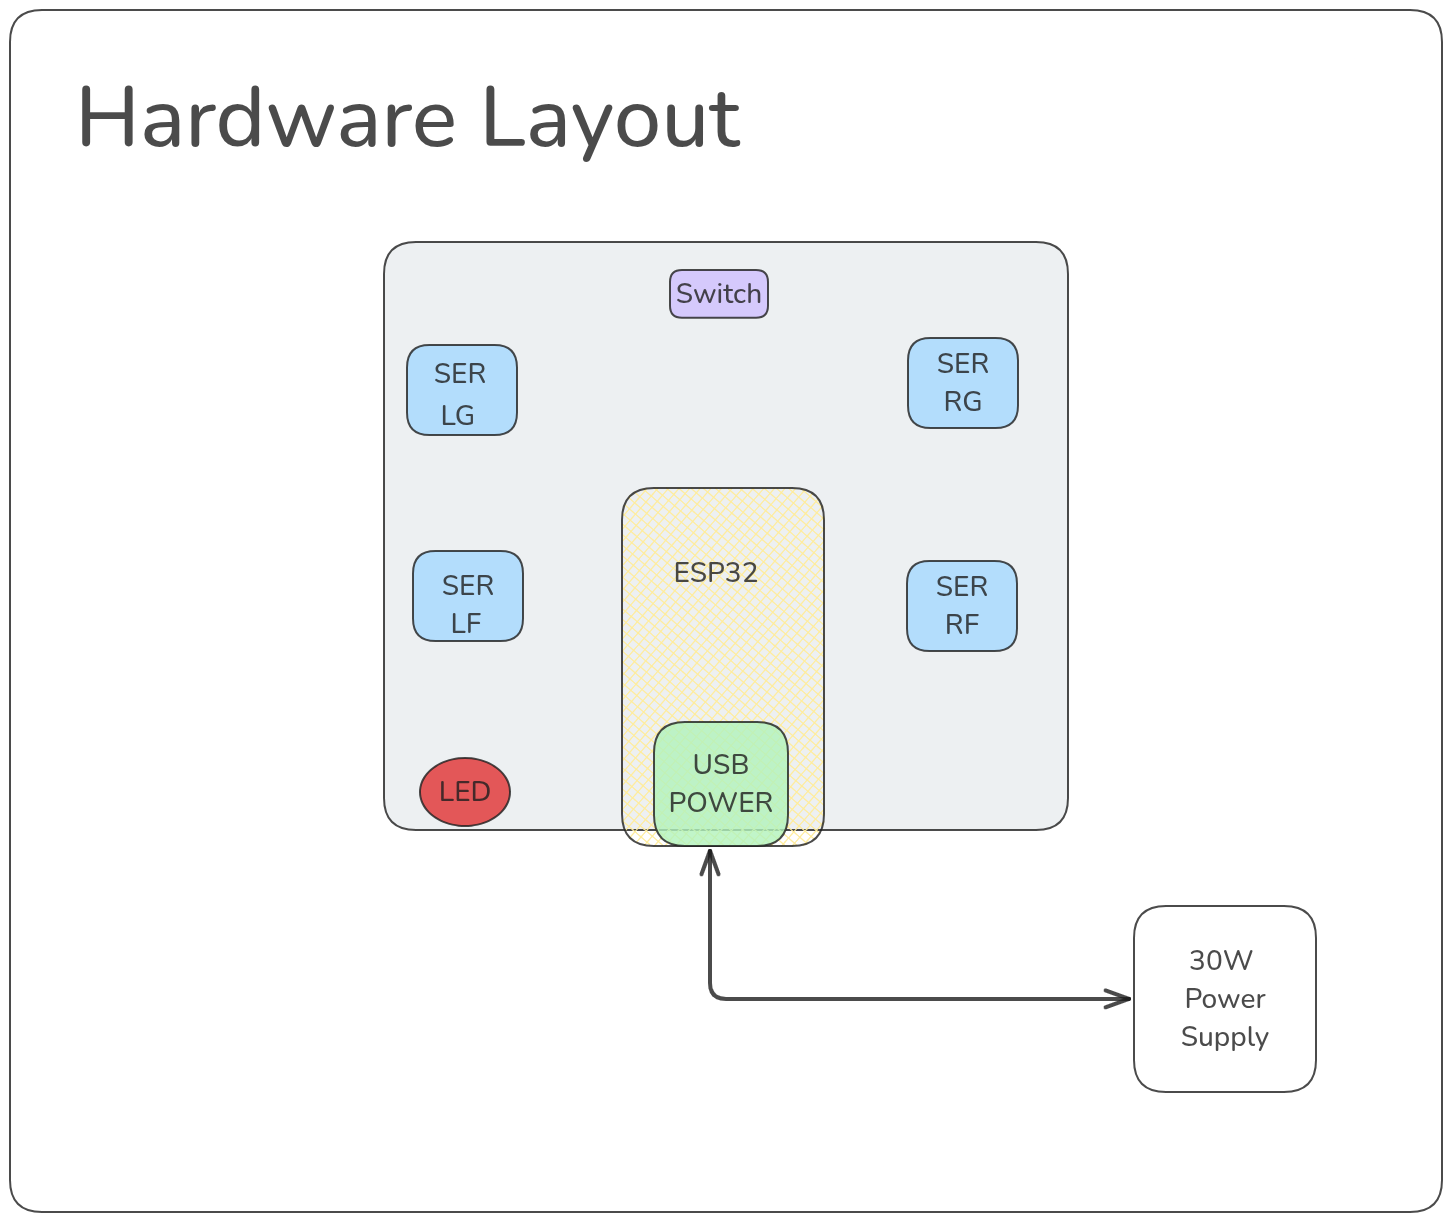 Hardware Layout
Switch
SER
LG
SER
RG
SER
LF
ESP32
SER
RF
LED
USB
POWER
30W
Power
Supply